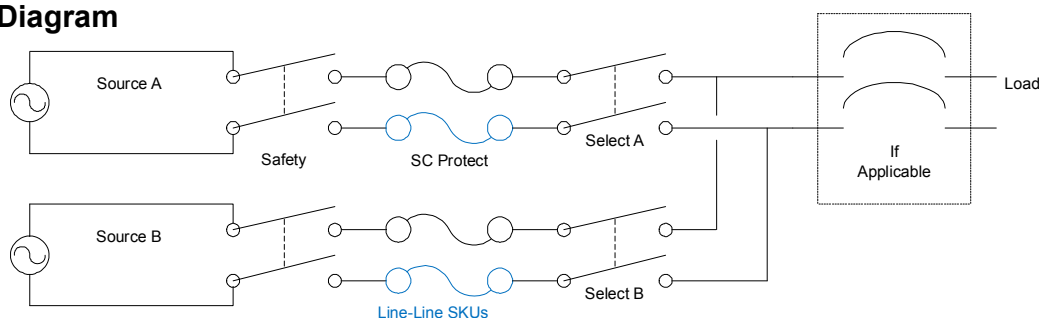 Diagram
Source A
Safety
SC Protect
Select A
Load
If
Applicable
Source B
Select B
Line-Line SKUs